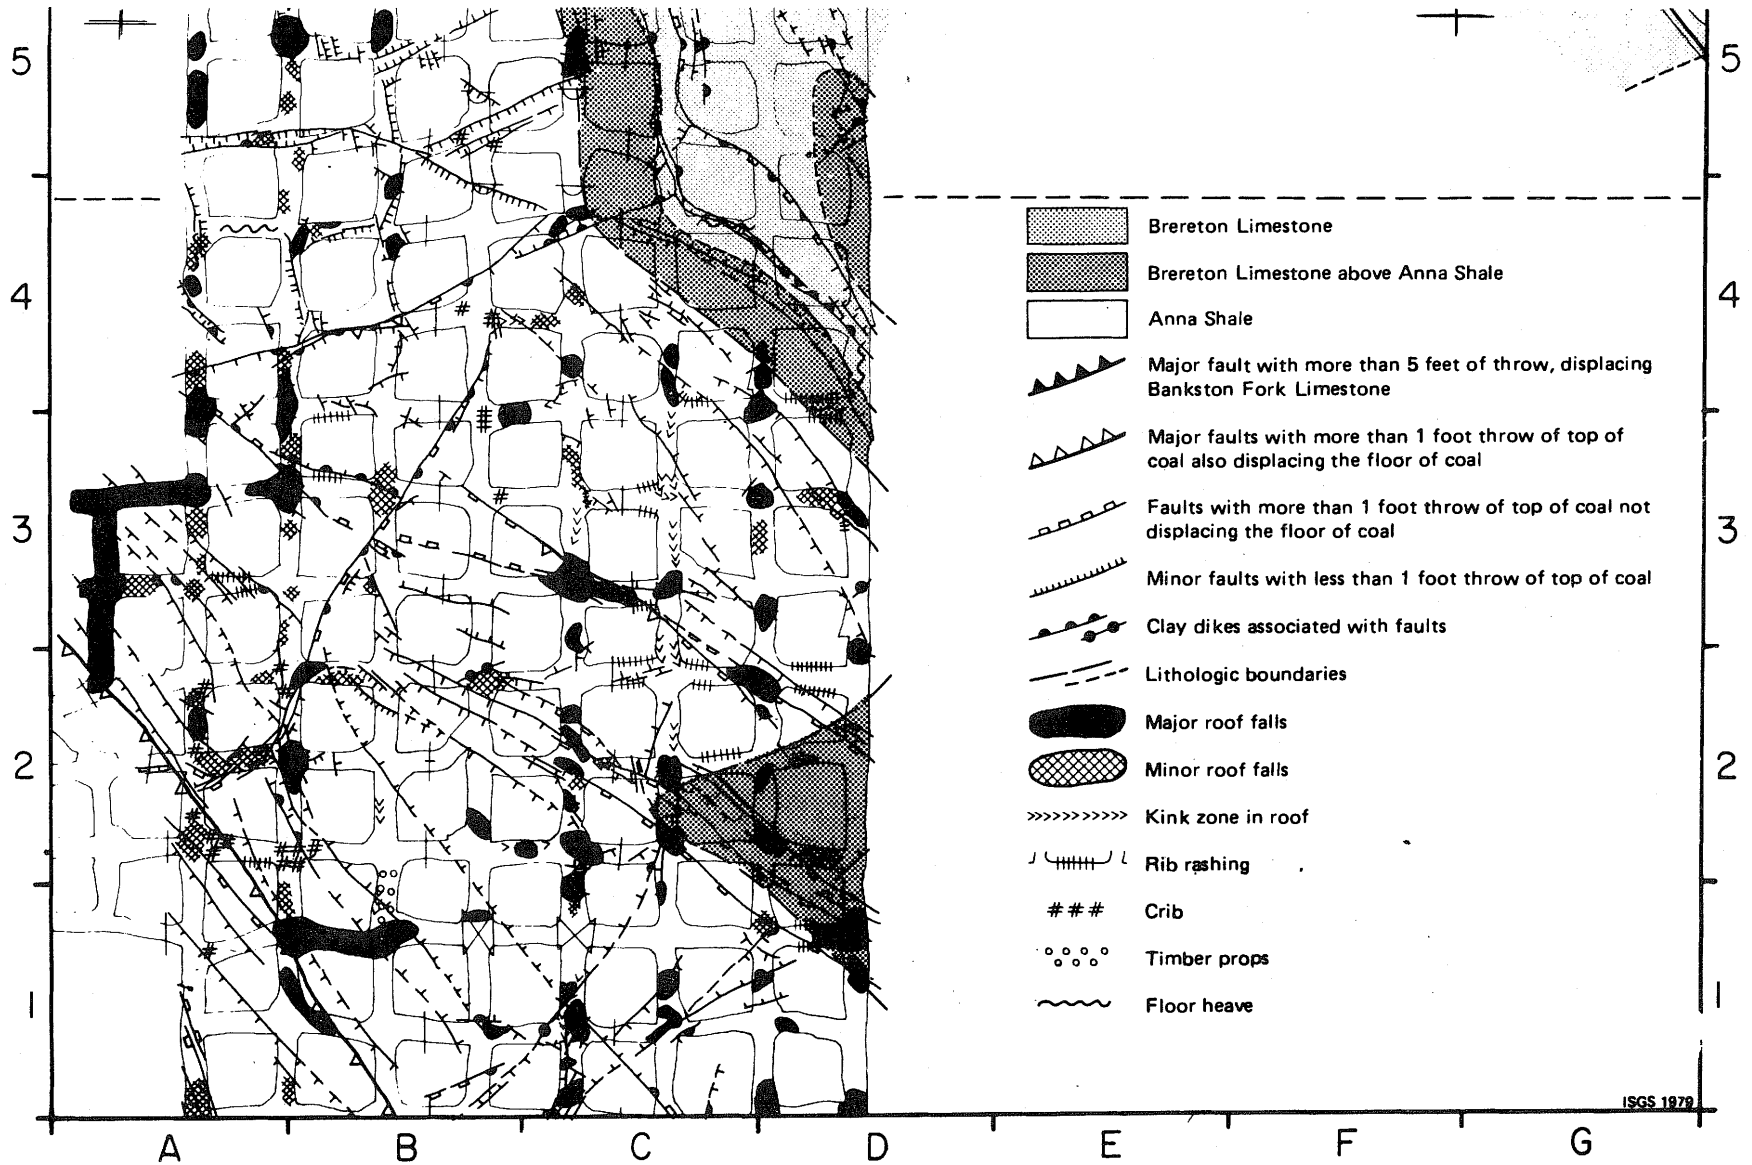 5
5
Brereton Limestone
Brereton Limestone above Anna Shale
4
4
Anna Shale
Major fault with more than 5 feet of throw, displacing
Bankston Fork Limestone
Major faults with more than 1 foot throw of top of
coal also displacing the floor of coal
Faults with more than 1 foot throw of top of coal not
displacing the floor of coal
3
3
Minor faults with less than 1 foot throw of top of coal
Clay dikes associated with faults
Lithologic boundaries
Major roof falls
2
2
Minor roof falls
Kink zone in roof
Rib rashing
Crib
Timber props
1
1
Floor heave
ISGS 1979
A B C D E F G